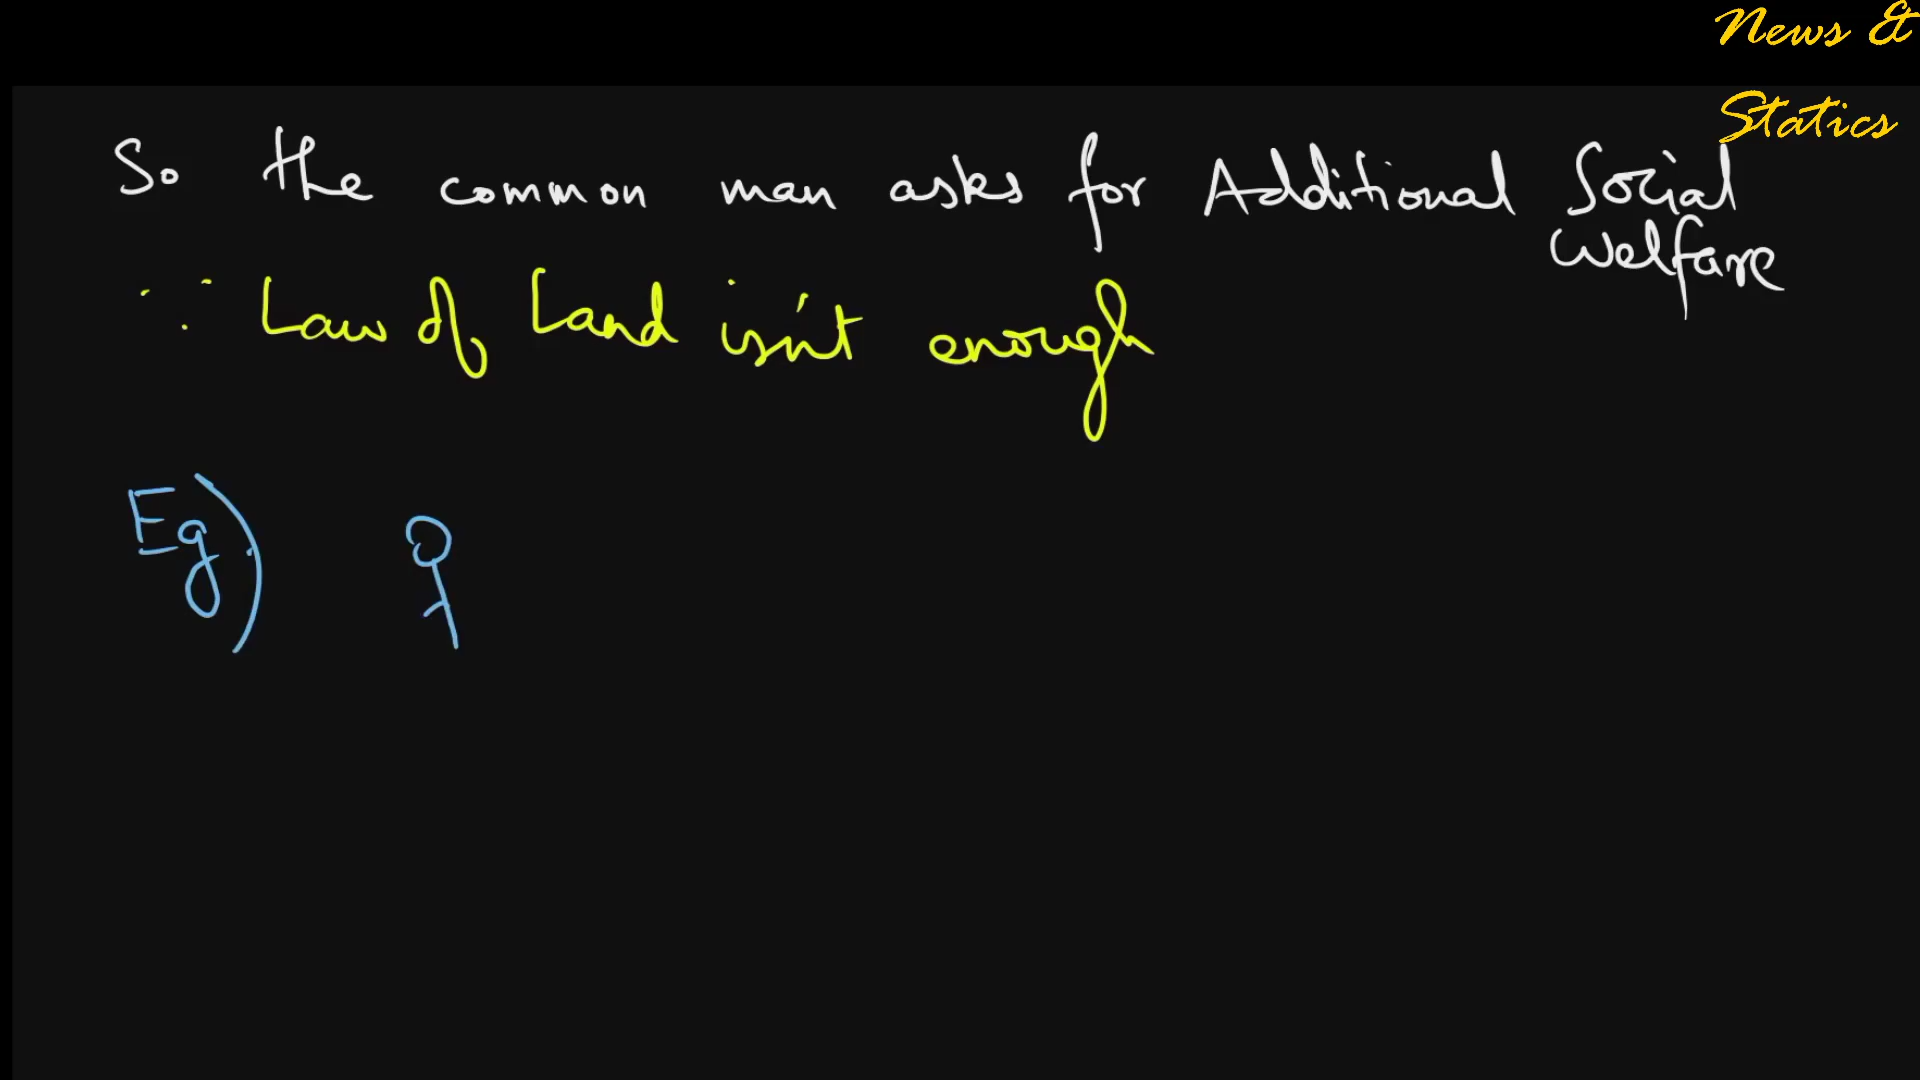 News &
Statics
So the common man asks for Additional Social
Welfare
∵ Law of Land isn't enough
Eg)